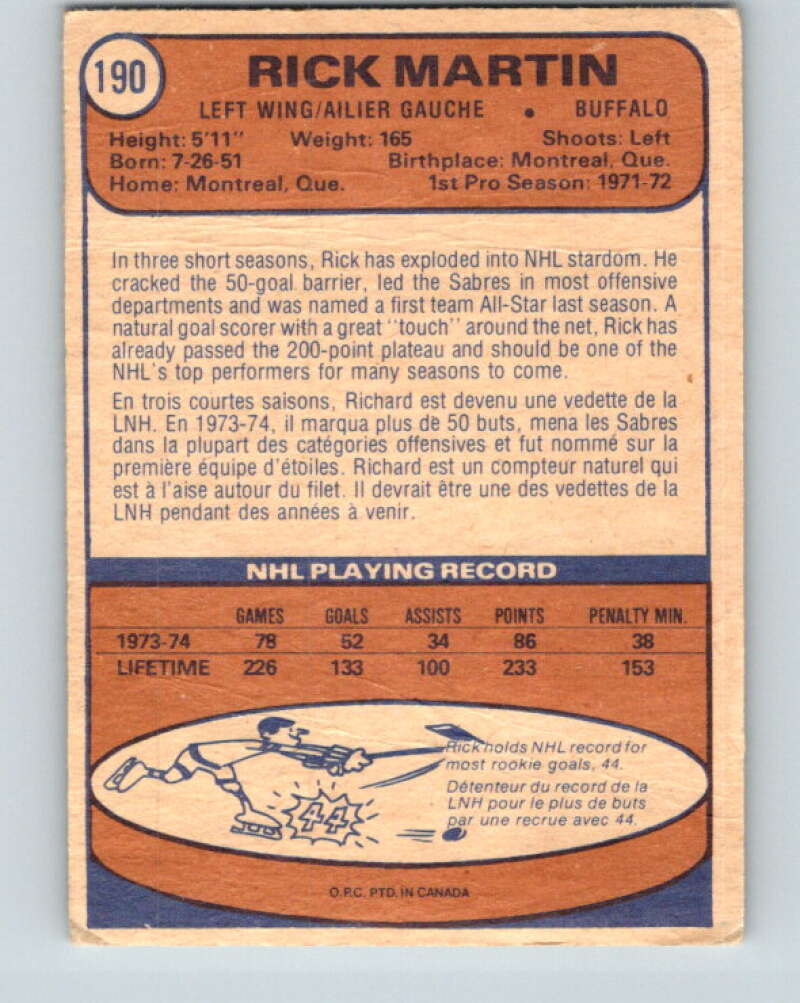 190
RICK MARTIN
LEFT WING/AILIER GAUCHE • BUFFALO
Height: 5'11" Weight: 165 Shoots: Left
Born: 7-26-51 Birthplace: Montreal, Que.
Home: Montreal, Que. 1st Pro Season: 1971-72
In three short seasons, Rick has exploded into NHL stardom. He
cracked the 50-goal barrier, led the Sabres in most offensive
departments and was named a first team All-Star last season. A
natural goal scorer with a great "touch" around the net, Rick has
already passed the 200-point plateau and should be one of the
NHL's top performers for many seasons to come.
En trois courtes saisons, Richard est devenu une vedette de la
LNH. En 1973-74, il marqua plus de 50 buts, mena les Sabres
dans la plupart des catégories offensives et fut nommé sur la
première équipe d'étoiles. Richard est un compteur naturel qui
est à l'aise autour du filet. Il devrait être une des vedettes de la
LNH pendant des années à venir.
NHL PLAYING RECORD
GAMES GOALS ASSISTS POINTS PENALTY MIN.
1973-74 78 52 34 86 38
LIFETIME 226 133 100 233 153
Rick holds NHL record for
most rookie goals, 44.
Détenteur du record de la
LNH pour le plus de buts
par une recrue avec 44.
44
O.P.C. PTD. IN CANADA